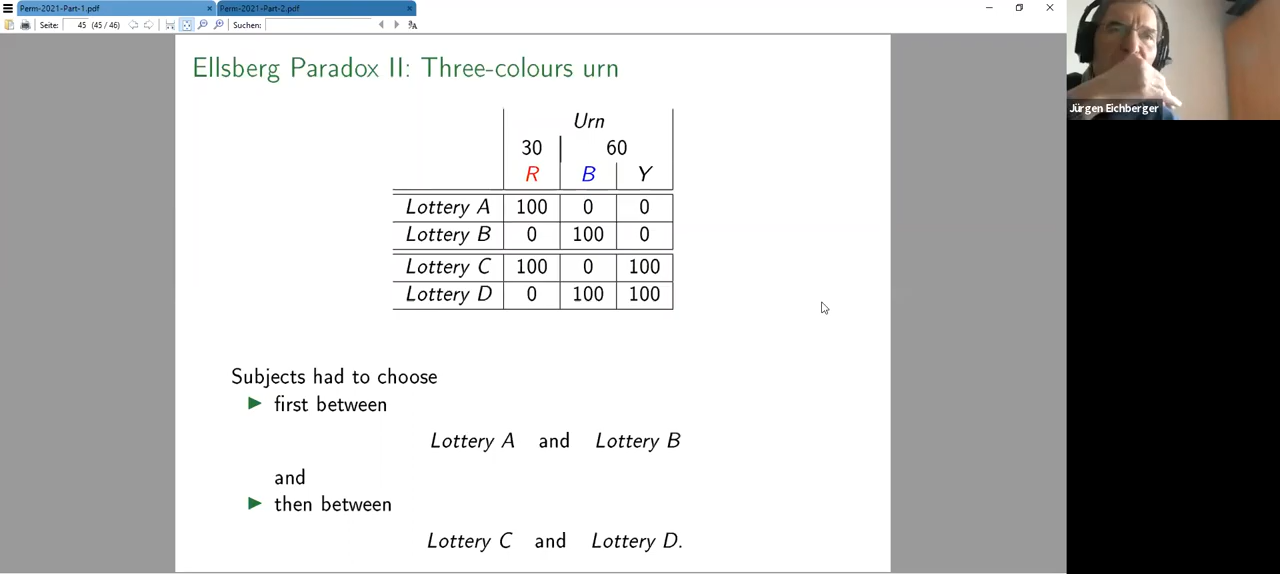 Perm-2021-Part-1.pdf × Perm-2021-Part-2.pdf ×
Seite: 45 (45 / 46) Suchen:
Jürgen Eichberger
Ellsberg Paradox II: Three-colours urn
Urn
30 60
R B Y
Lottery A 100 0 0
Lottery B 0 100 0
Lottery C 100 0 100
Lottery D 0 100 100
Subjects had to choose
▶ first between
Lottery A and Lottery B
and
▶ then between
Lottery C and Lottery D.